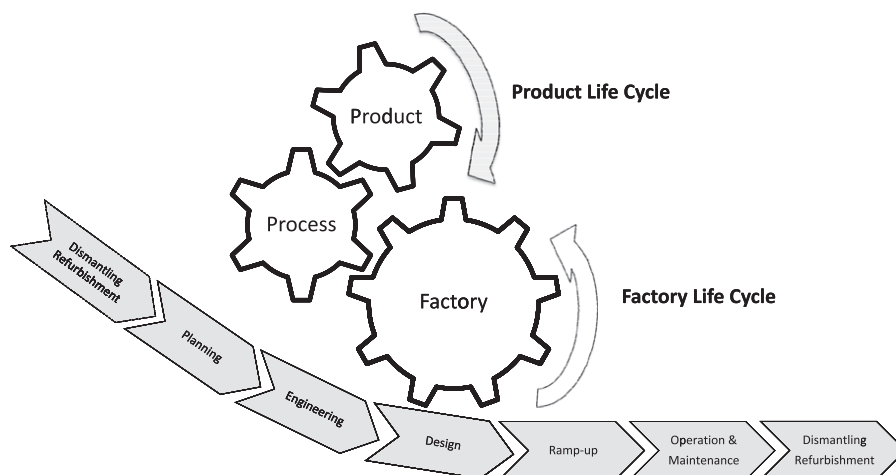 Product Life Cycle
Product
Process
Factory
Factory Life Cycle
Dismantling
Refurbishment
Planning
Engineering
Design
Ramp-up
Operation &
Maintenance
Dismantling
Refurbishment